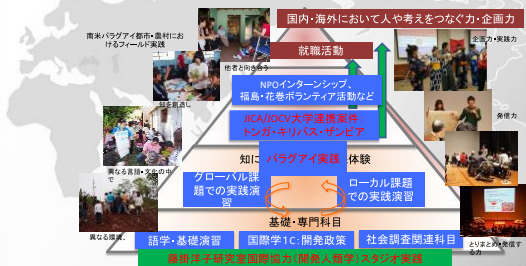 国内・海外において人や考えをつなぐ力・企画力
南米パラグアイ都市・農村に
おけるフィールド実践
就職活動
企画力・実践力
他者と向き合う
NPOインターンシップ、
福島・花巻ボランティア活動など
知を創造し
JICA/JOCV大学連携案件：
トンガ・キリバス・ザンビア
発信力
知に
パラグアイ実践
体験
異なる言語・文化の中
で
グローバル課
題での実践演
習
ローカル課題
での実践演習
基礎・専門科目
異なる環境、
語学・基礎演習
国際学1C：開発政策
社会調査関連科目
とりまとめ・発信す
る力
藤掛洋子研究室国際協力（開発人類学）スタジオ実践